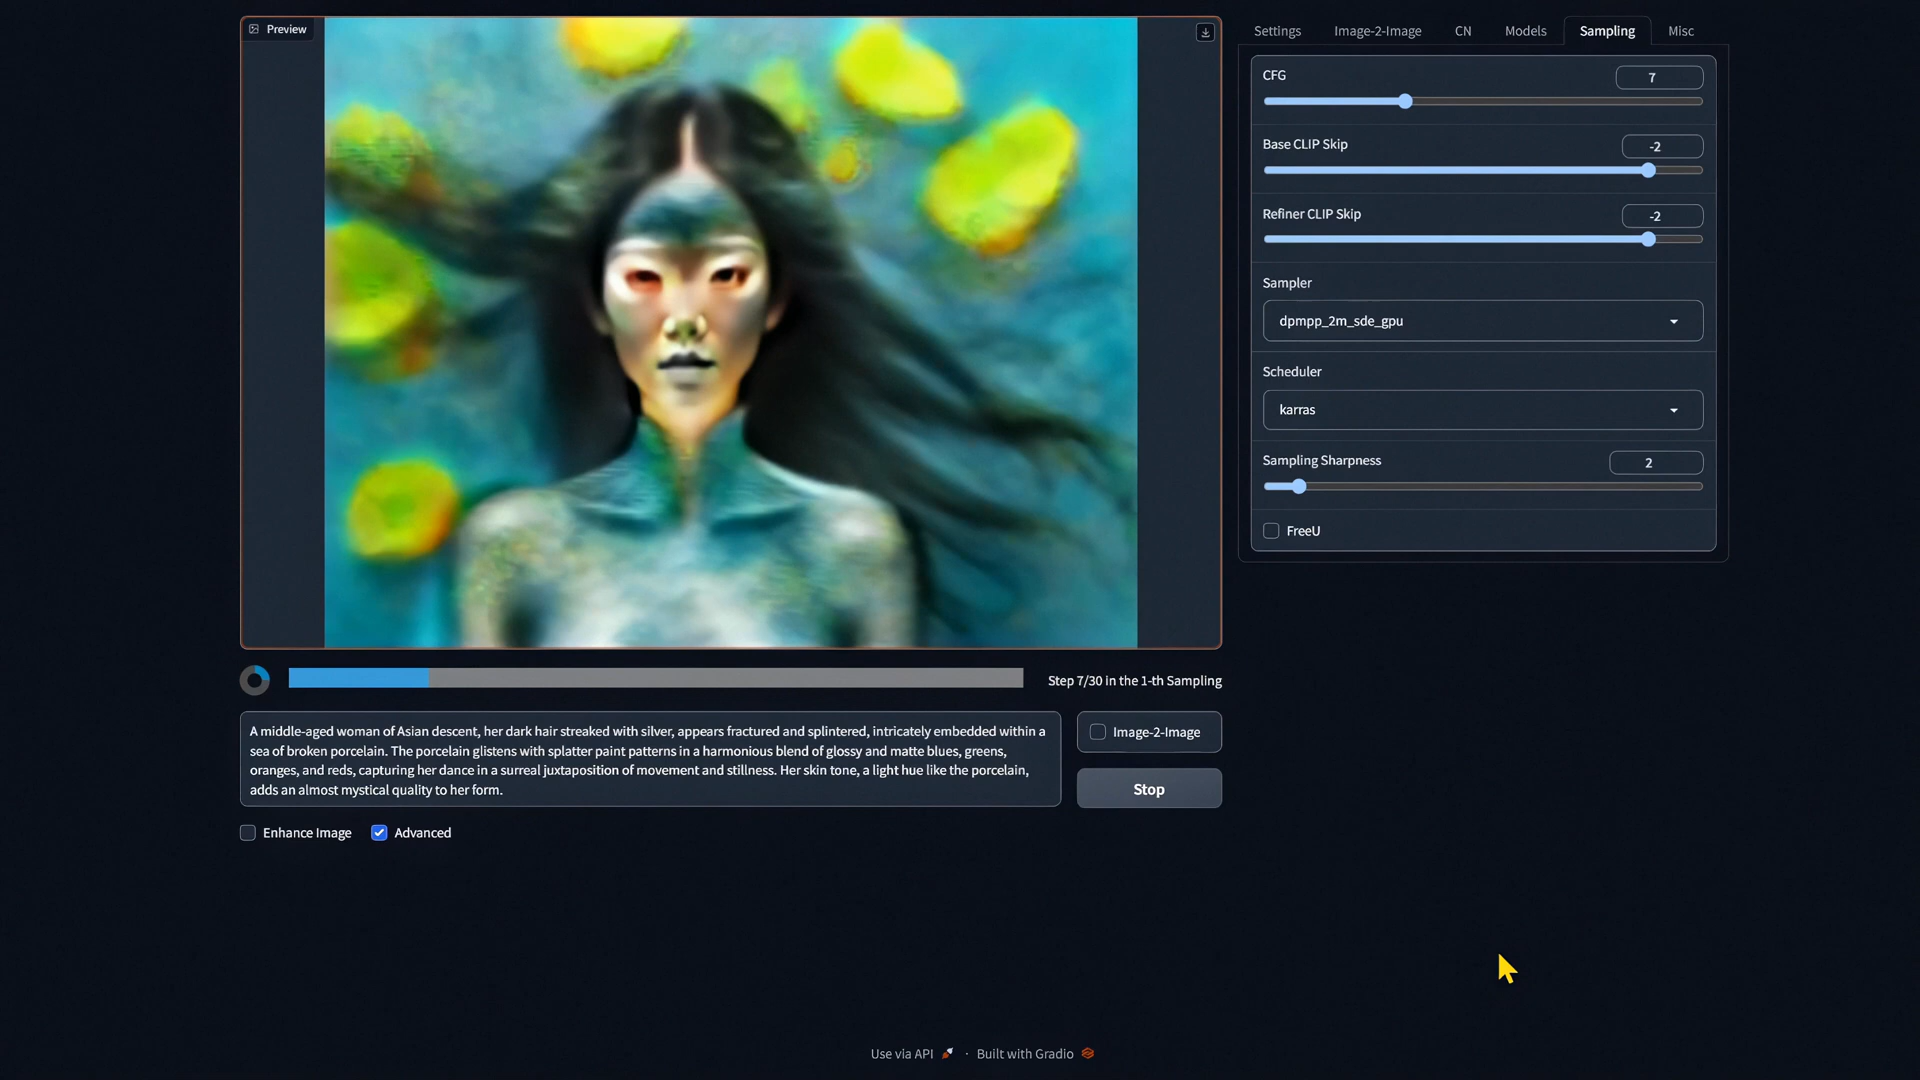 Preview
Settings
Image-2-Image
CN
Models
Sampling
Misc
CFG
7
Base CLIP Skip
-2
Refiner CLIP Skip
-2
Sampler
dpmpp_2m_sde_gpu
Scheduler
karras
Sampling Sharpness
2
FreeU
Step 7/30 in the 1-th Sampling
A middle-aged woman of Asian descent, her dark hair streaked with silver, appears fractured and splintered, intricately embedded within a
sea of broken porcelain. The porcelain glistens with splatter paint patterns in a harmonious blend of glossy and matte blues, greens,
oranges, and reds, capturing her dance in a surreal juxtaposition of movement and stillness. Her skin tone, a light hue like the porcelain,
adds an almost mystical quality to her form.
Image-2-Image
Stop
Enhance Image
Advanced
Use via API · Built with Gradio